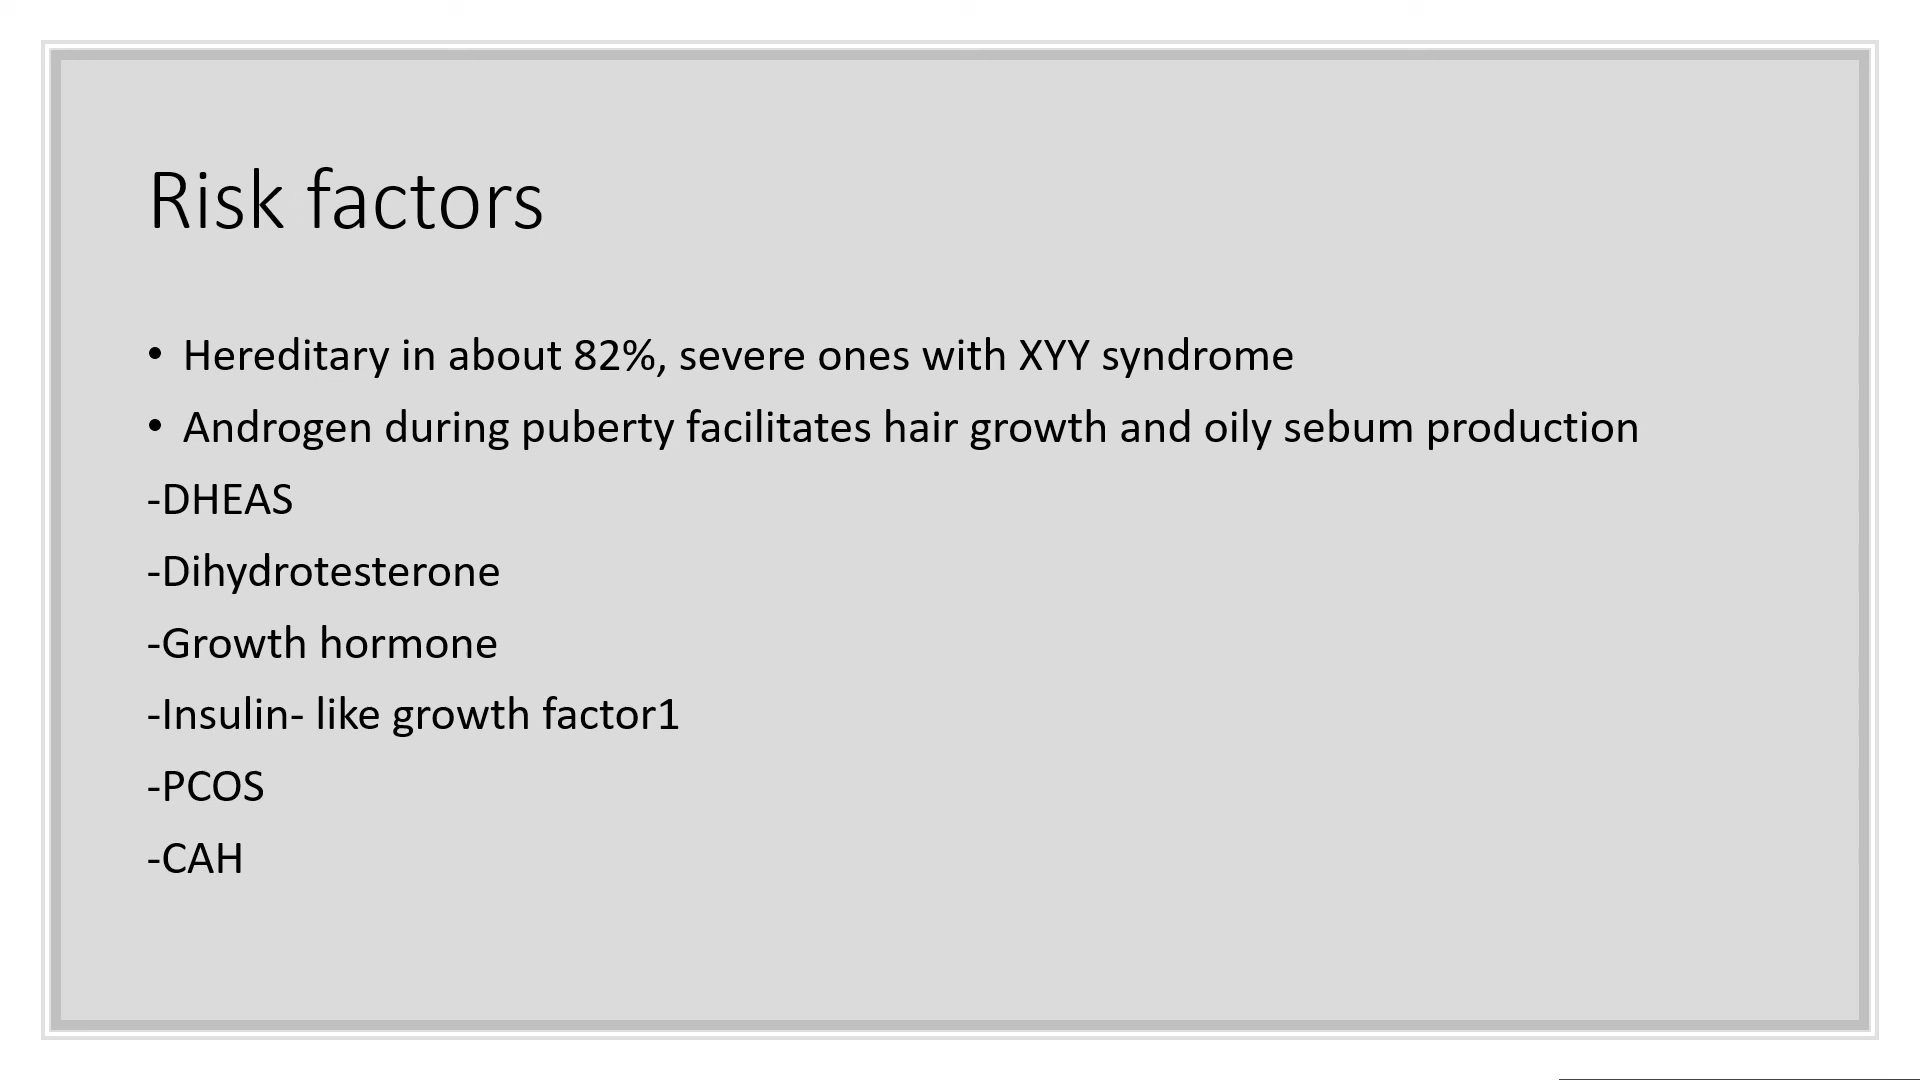 Risk factors
• Hereditary in about 82%, severe ones with XYY syndrome
• Androgen during puberty facilitates hair growth and oily sebum production
-DHEAS
-Dihydrotesterone
-Growth hormone
-Insulin- like growth factor1
-PCOS
-CAH